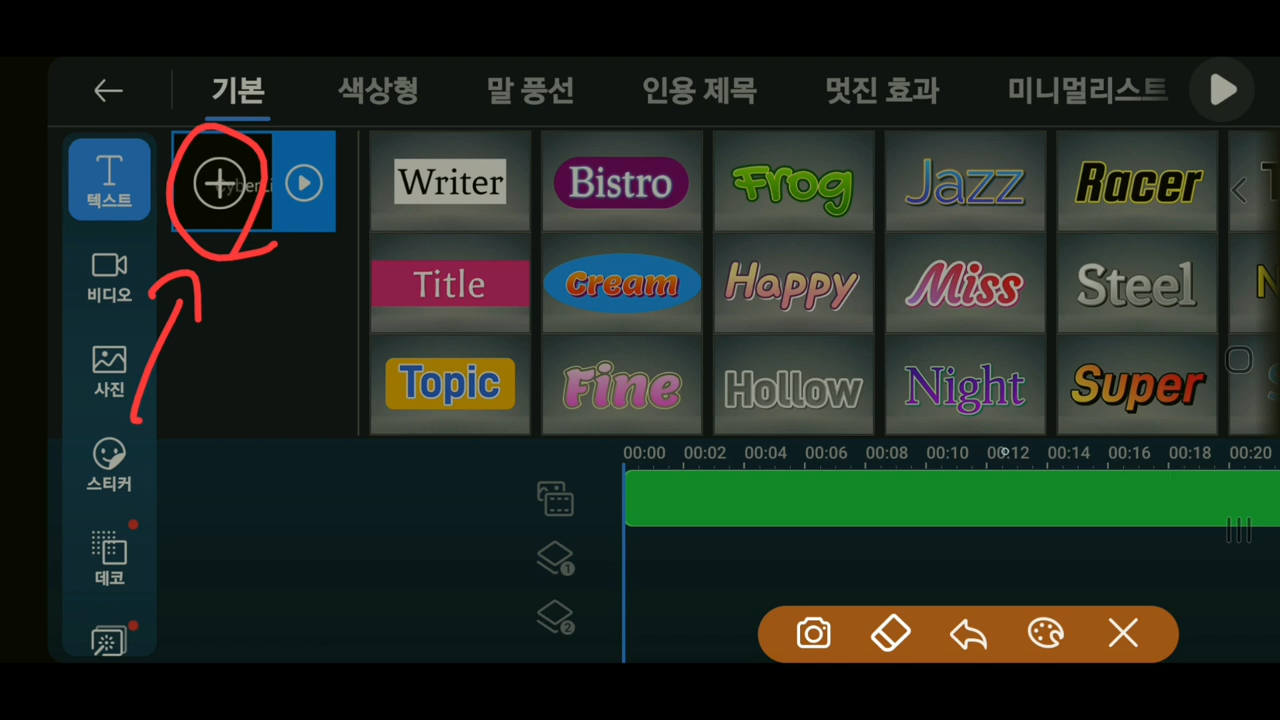 기본 색상형 말 풍선 인용 제목 멋진 효과 미니멀리스트
텍스트
Writer Bistro Frog Jazz Racer
비디오
Title Cream Happy Miss Steel
사진
Topic Fine Hollow Night Super
스티커
00:00 00:02 00:04 00:06 00:08 00:10 00:12 00:14 00:16 00:18 00:20
1
데코
2